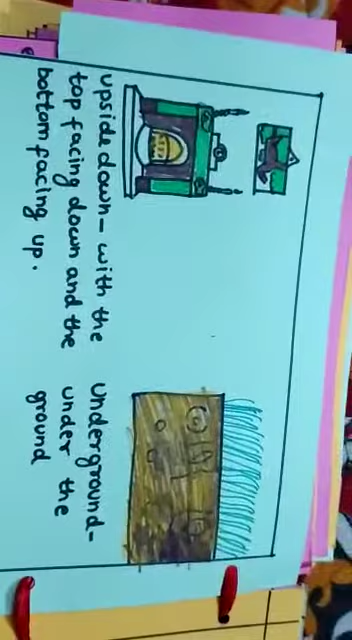 upside down- with the
top facing down and the
bottom facing up.
Underground-
under the
ground